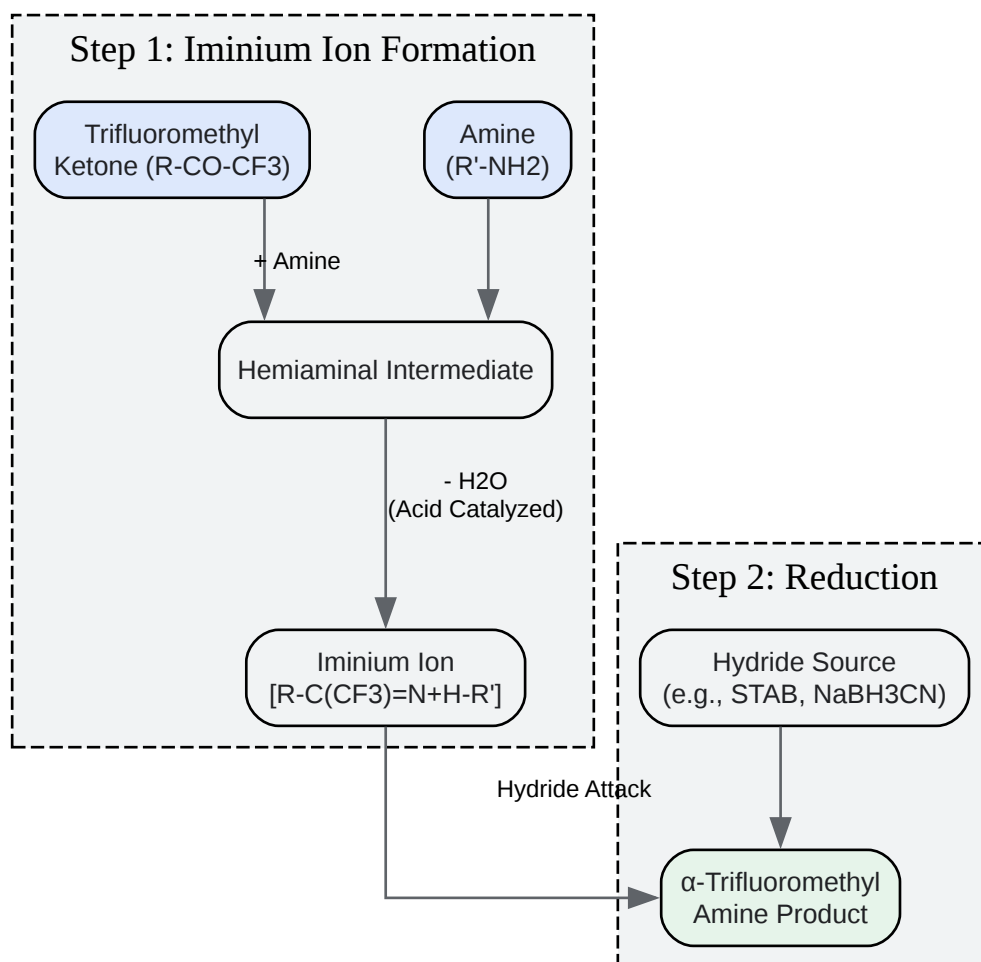 Step 1: Iminium Ion Formation
Trifluoromethyl
Ketone (R-CO-CF3)
Amine
(R'-NH2)
+ Amine
Hemiaminal Intermediate
- H2O
(Acid Catalyzed)
Iminium Ion
[R-C(CF3)=N+H-R']
Step 2: Reduction
Hydride Source
(e.g., STAB, NaBH3CN)
Hydride Attack
α-Trifluoromethyl
Amine Product